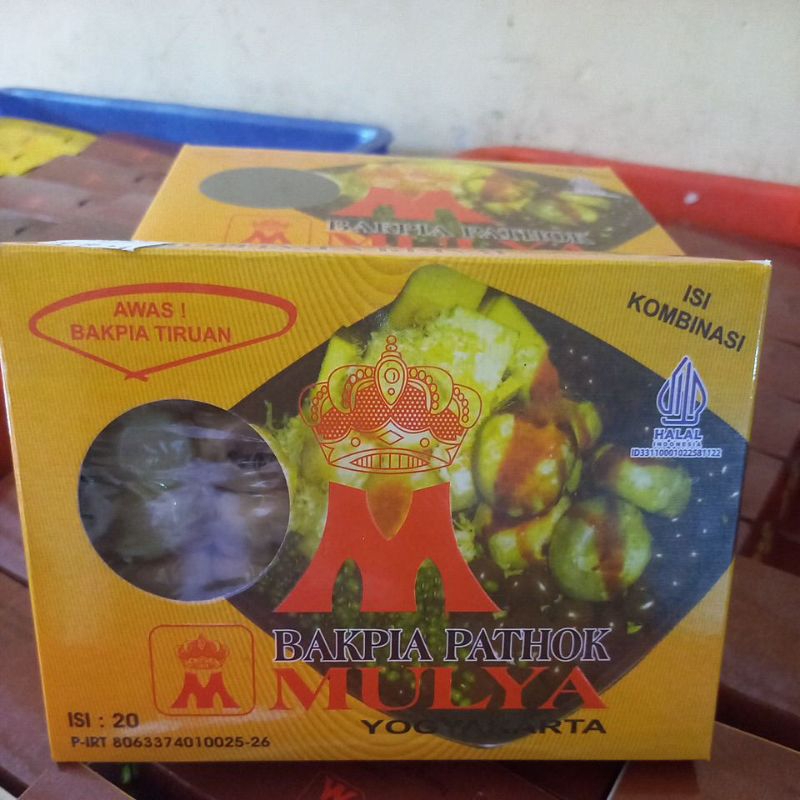 BAKPIA PATHOK
MULYA
AWAS !
BAKPIA TIRUAN
ISI
KOMBINASI
HALAL
INDONESIA
ID33110001022581122
M
BAKPIA PATHOK
MULYA
YOGYAKARTA
M
ISI : 20
P-IRT 8063374010025-26